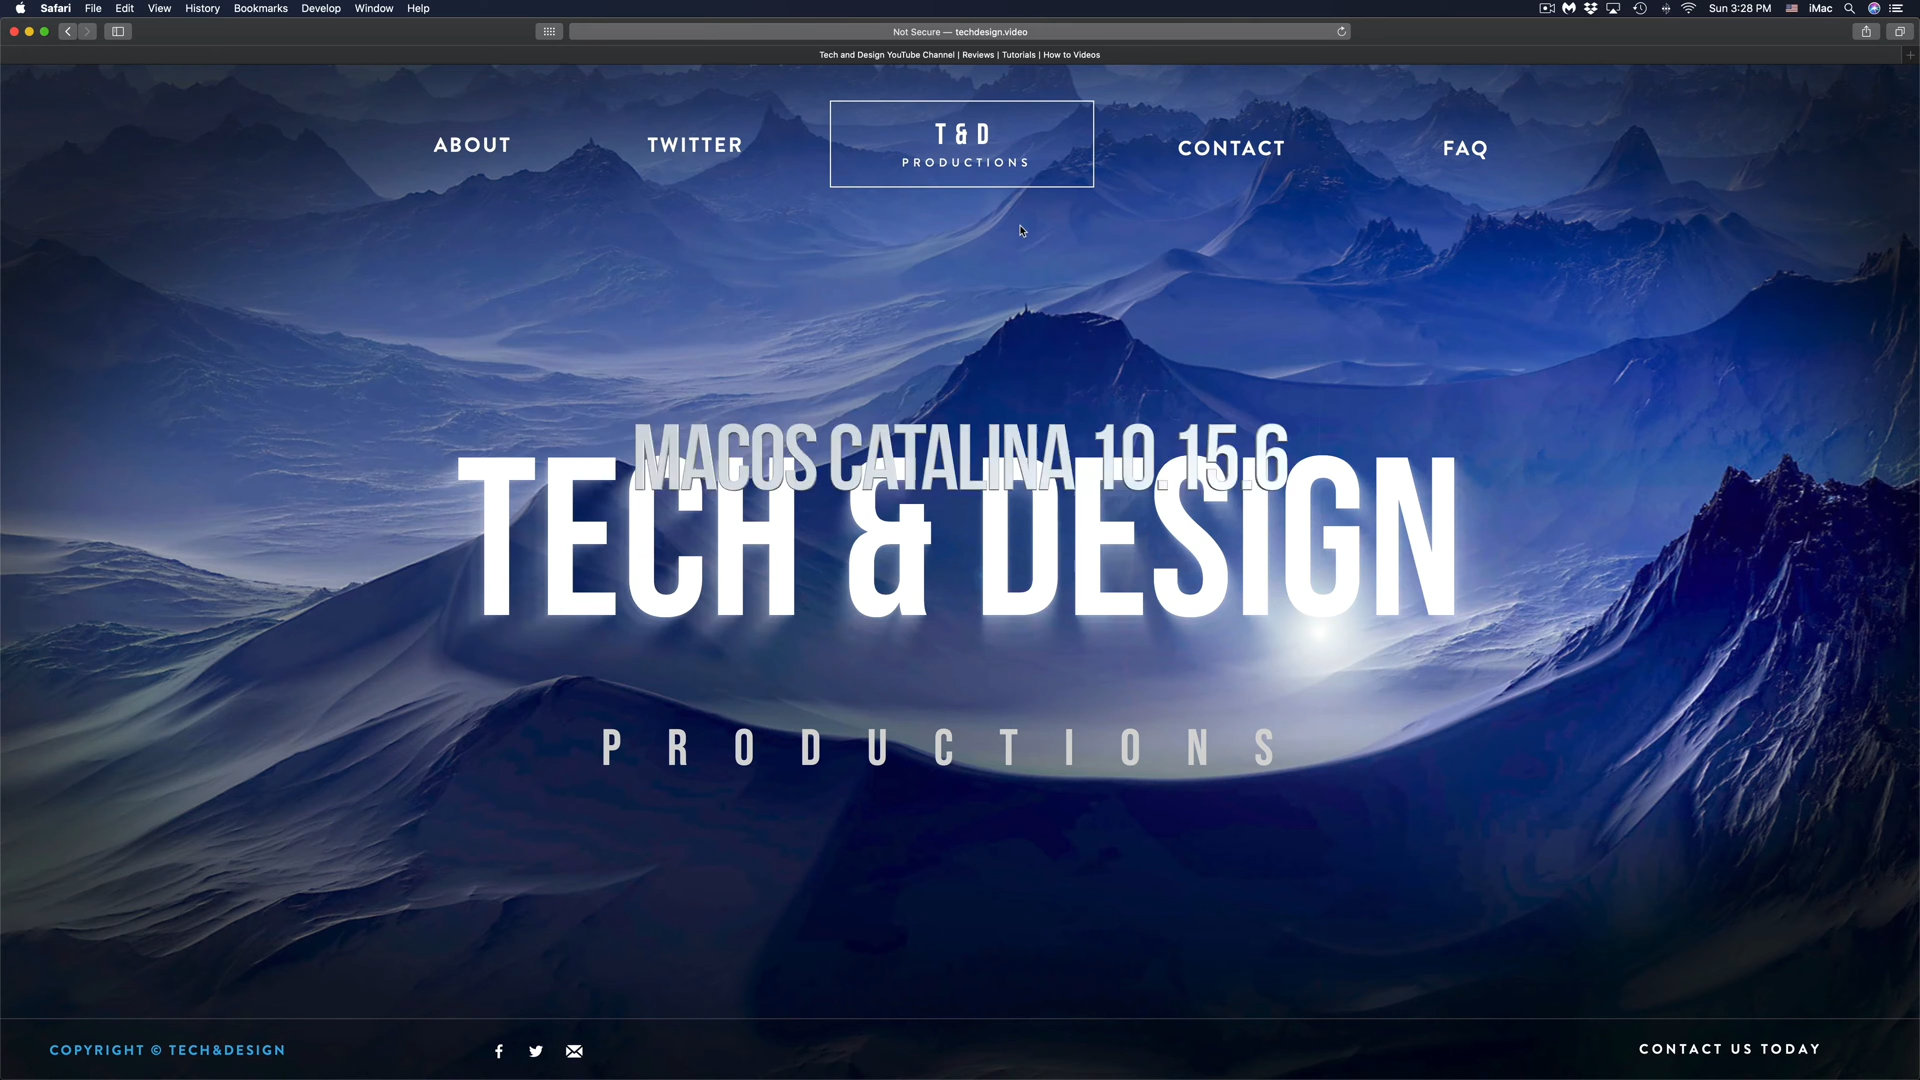 Safari File Edit View History Bookmarks Develop Window Help
Sun 3:28 PM iMac
Not Secure — techdesign.video
Tech and Design YouTube Channel | Reviews | Tutorials | How to Videos
ABOUT TWITTER
T & D
PRODUCTIONS
CONTACT FAQ
MACOS CATALINA 10.15.6
TECH & DESIGN
PRODUCTIONS
COPYRIGHT © TECH&DESIGN
CONTACT US TODAY